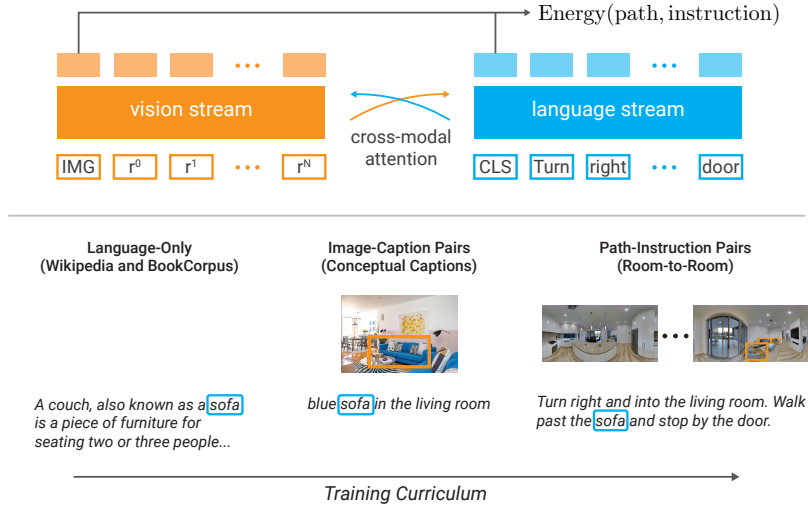 Energy(path, instruction)
vision stream
language stream
cross-modal
attention
IMG r⁰ r¹ ••• rᴺ
CLS Turn right ••• door
Language-Only
(Wikipedia and BookCorpus)
Image-Caption Pairs
(Conceptual Captions)
Path-Instruction Pairs
(Room-to-Room)
A couch, also known as a sofa
is a piece of furniture for
seating two or three people...
blue sofa in the living room
Turn right and into the living room. Walk
past the sofa and stop by the door.
Training Curriculum